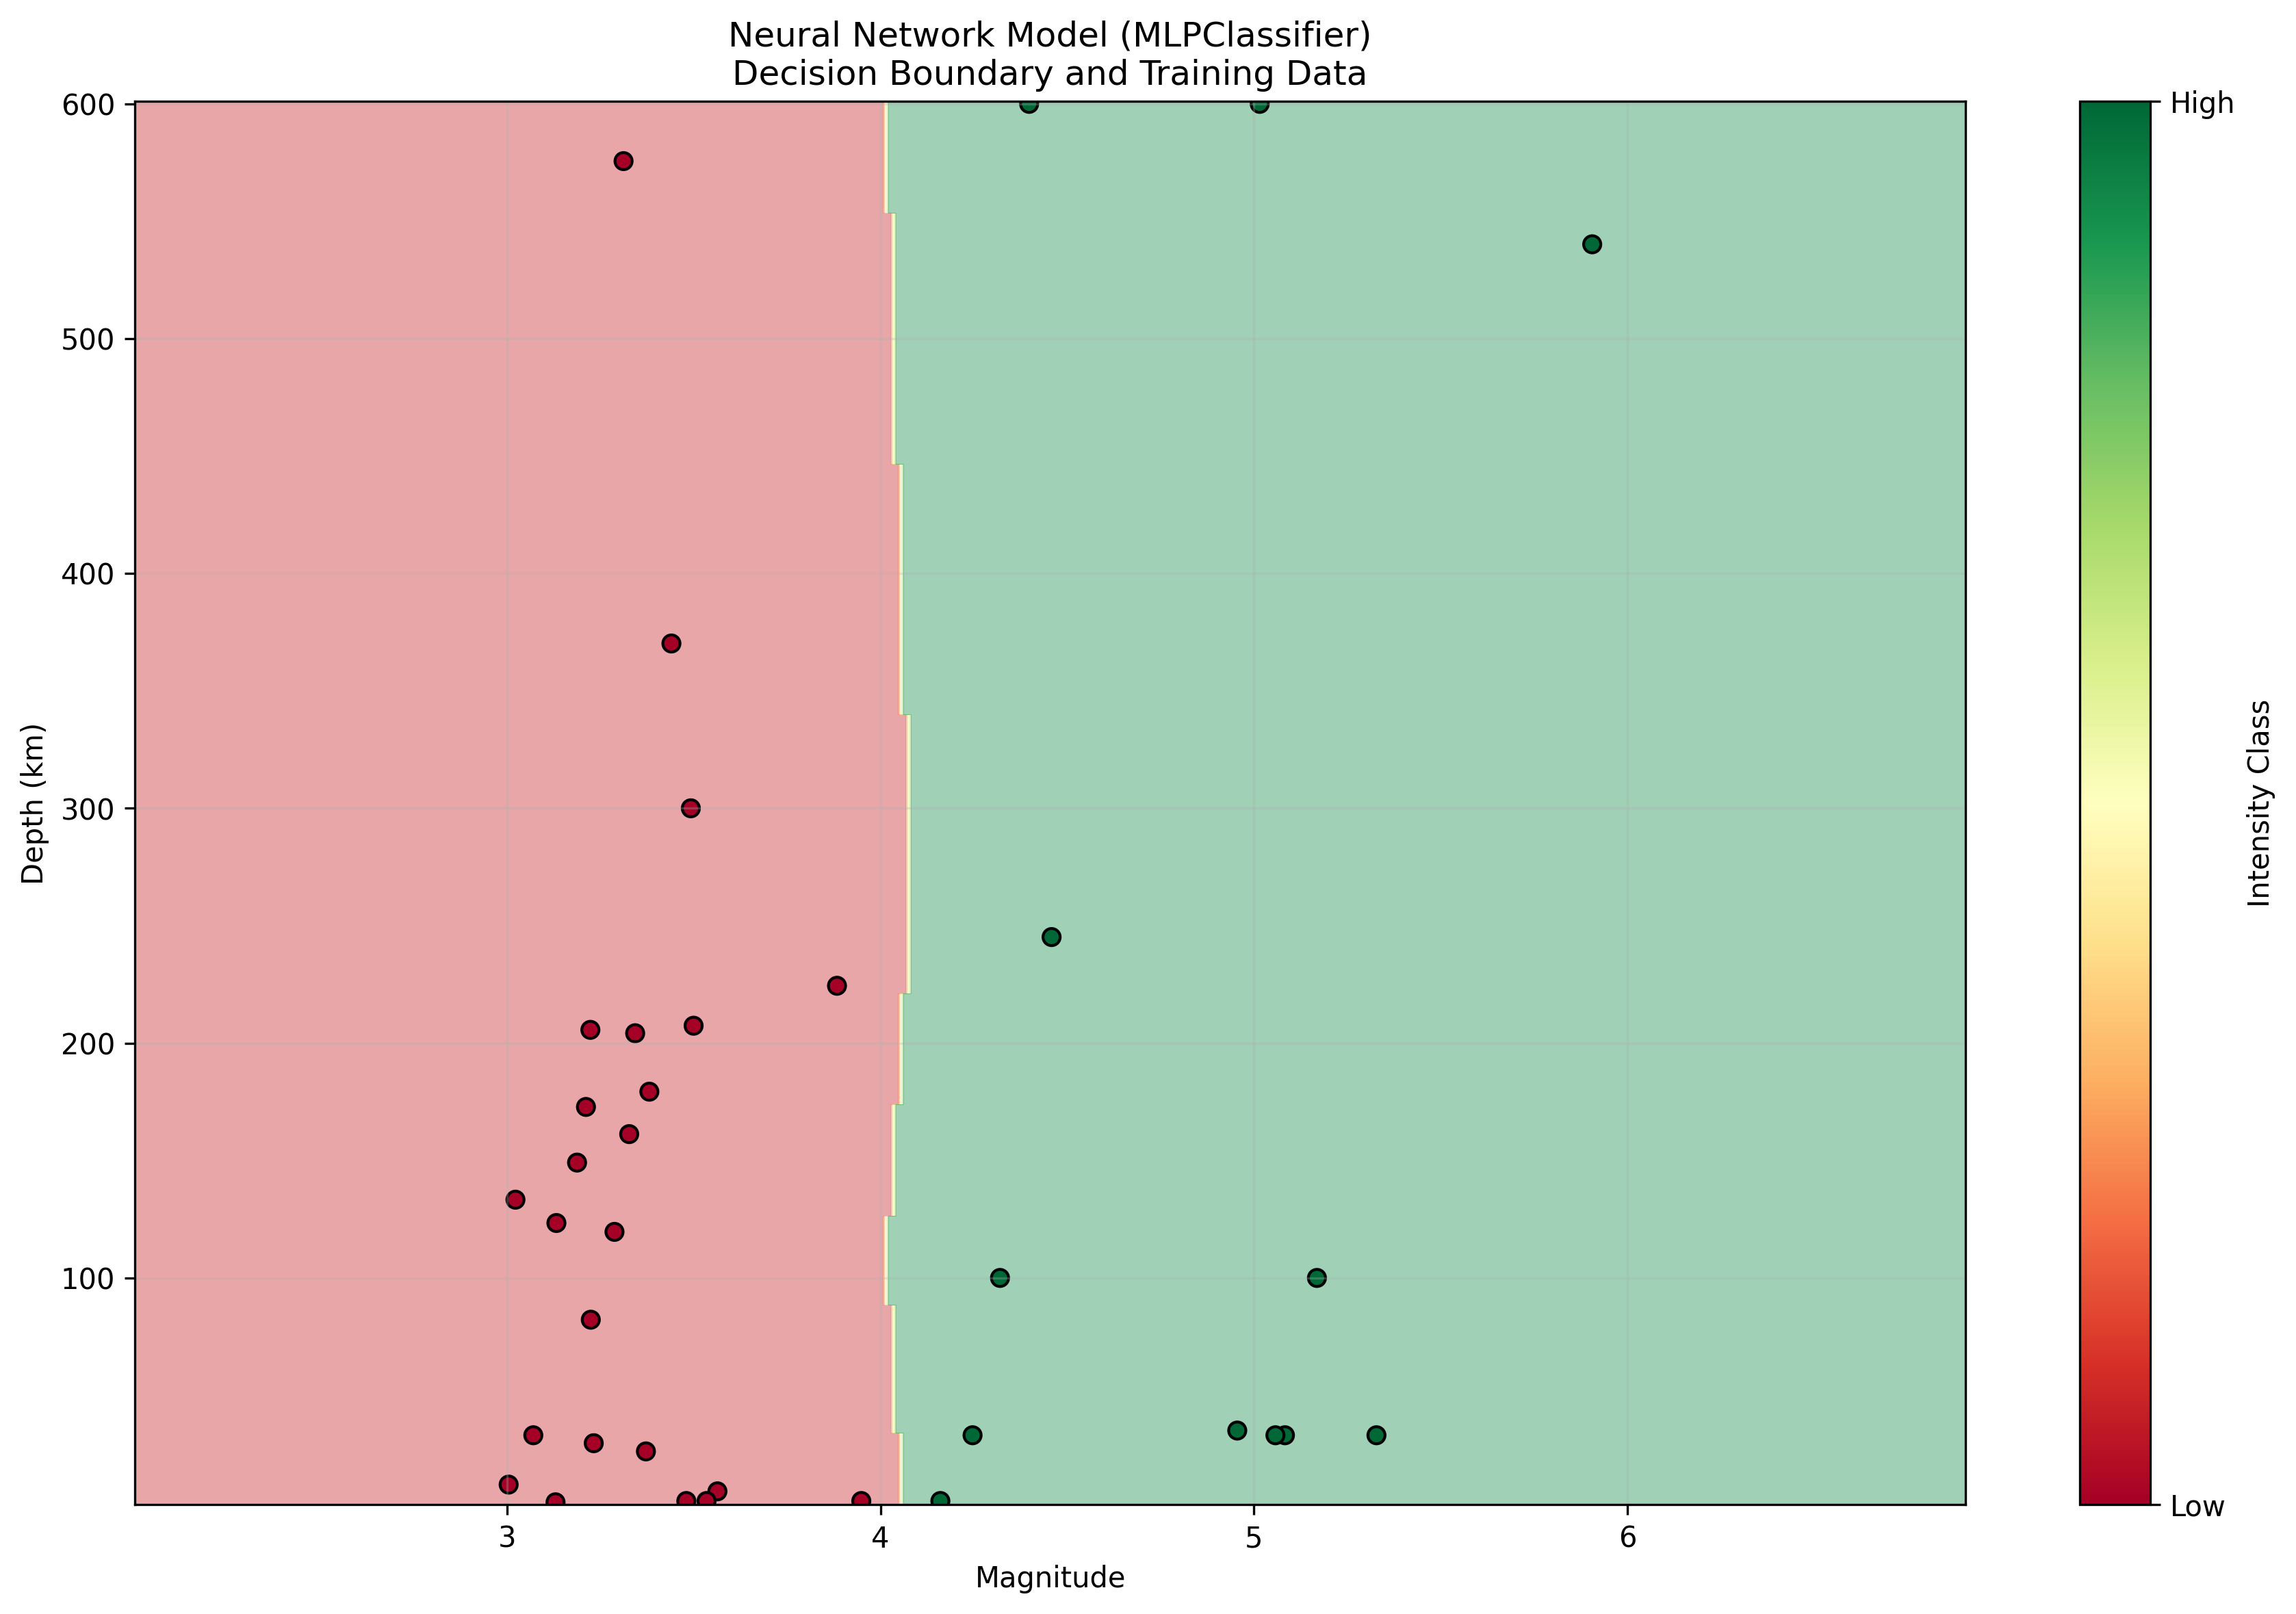 Neural Network Model (MLPClassifier)
Decision Boundary and Training Data
600
500
400
300
200
100
Depth (km)
3
4
5
6
Magnitude
High
Low
Intensity Class